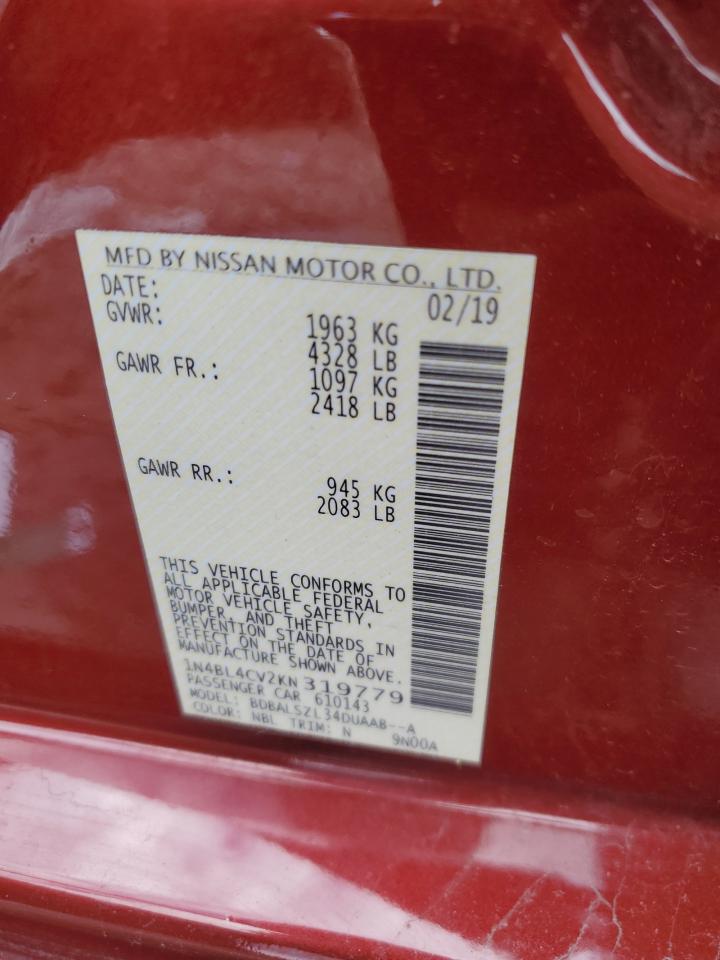 MFD BY NISSAN MOTOR CO., LTD.
DATE: 02/19
GVWR: 1963 KG
4328 LB
GAWR FR.: 1097 KG
2418 LB
GAWR RR.: 945 KG
2083 LB
THIS VEHICLE CONFORMS TO
ALL APPLICABLE FEDERAL
MOTOR VEHICLE SAFETY,
BUMPER, AND THEFT
PREVENTION STANDARDS IN
EFFECT ON THE DATE OF
MANUFACTURE SHOWN ABOVE.
1N4BL4CV2KN319779
PASSENGER CAR 610143
MODEL: BDBALSZL34DUAAB--A
COLOR: NBL TRIM: N 9N00A